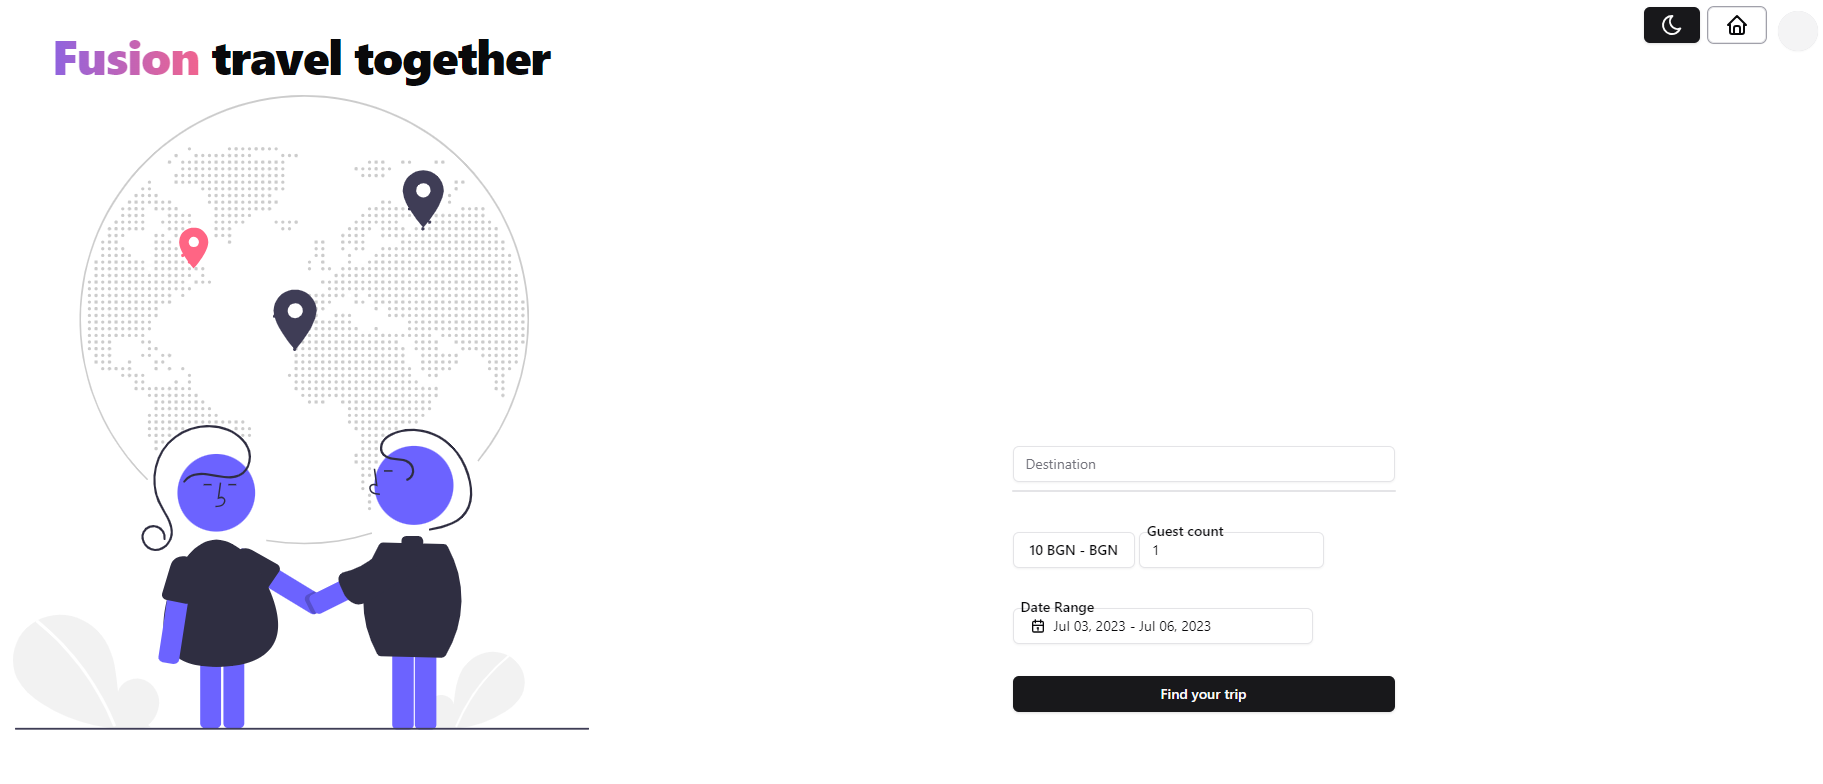 Fusion travel together
Destination
10 BGN - BGN
Guest count
1
Date Range
Jul 03, 2023 - Jul 06, 2023
Find your trip